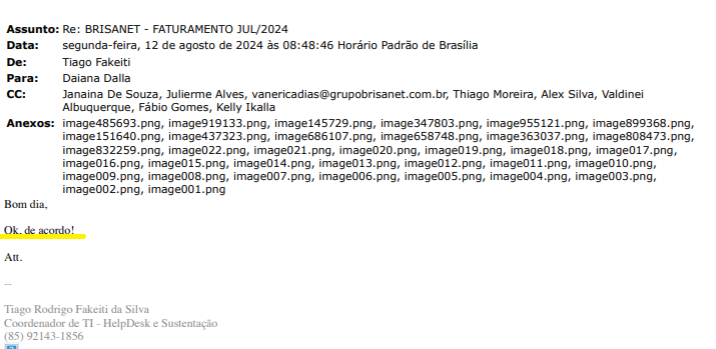 Assunto: Re: BRISANET - FATURAMENTO JUL/2024
Data: segunda-feira, 12 de agosto de 2024 às 08:48:46 Horário Padrão de Brasília
De: Tiago Fakeiti
Para: Daiana Dalla
CC: Janaina De Souza, Julierme Alves, vanericadias@grupobrisanet.com.br, Thiago Moreira, Alex Silva, Valdinei
Albuquerque, Fábio Gomes, Kelly Ikalla
Anexos: image485693.png, image919133.png, image145729.png, image347803.png, image955121.png, image899368.png,
image151640.png, image437323.png, image686107.png, image658748.png, image363037.png, image808473.png,
image832259.png, image022.png, image021.png, image020.png, image019.png, image018.png, image017.png,
image016.png, image015.png, image014.png, image013.png, image012.png, image011.png, image010.png,
image009.png, image008.png, image007.png, image006.png, image005.png, image004.png, image003.png,
image002.png, image001.png
Bom dia,
Ok, de acordo!
Att.
--
Tiago Rodrigo Fakeiti da Silva
Coordenador de TI - HelpDesk e Sustentação
(85) 92143-1856